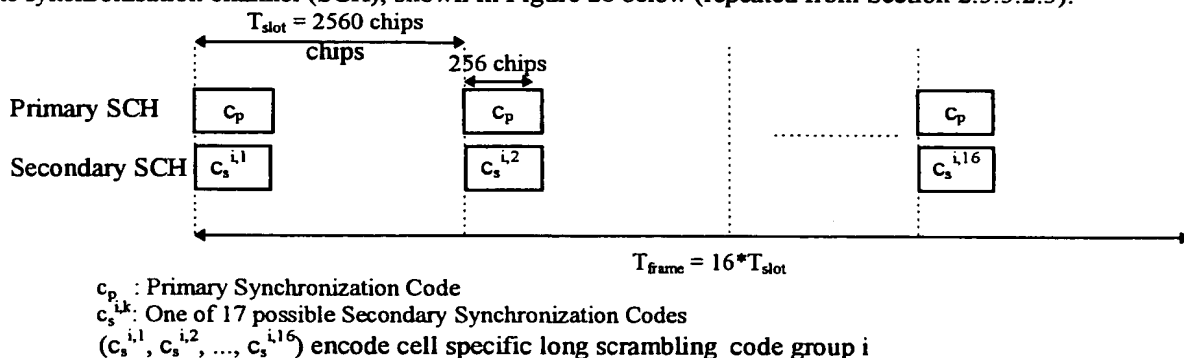 synchronization channel (SCH), shown in Figure 28 below (repeated from Section 2.3.3.2.3).
T_slot = 2560 chips
chips
256 chips
Primary SCH c_p c_p c_p
Secondary SCH c_s^i,1 c_s^i,2 c_s^i,16
T_frame = 16*T_slot
c_p : Primary Synchronization Code
c_s^i,k: One of 17 possible Secondary Synchronization Codes
(c_s^i,1, c_s^i,2, ..., c_s^i,16) encode cell specific long scrambling code group i